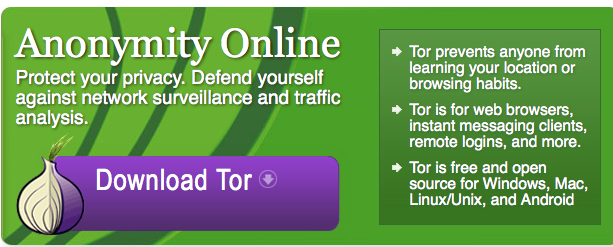 Anonymity Online
Protect your privacy. Defend yourself
against network surveillance and traffic
analysis.
Download Tor
Tor prevents anyone from
learning your location or
browsing habits.
Tor is for web browsers,
instant messaging clients,
remote logins, and more.
Tor is free and open
source for Windows, Mac,
Linux/Unix, and Android